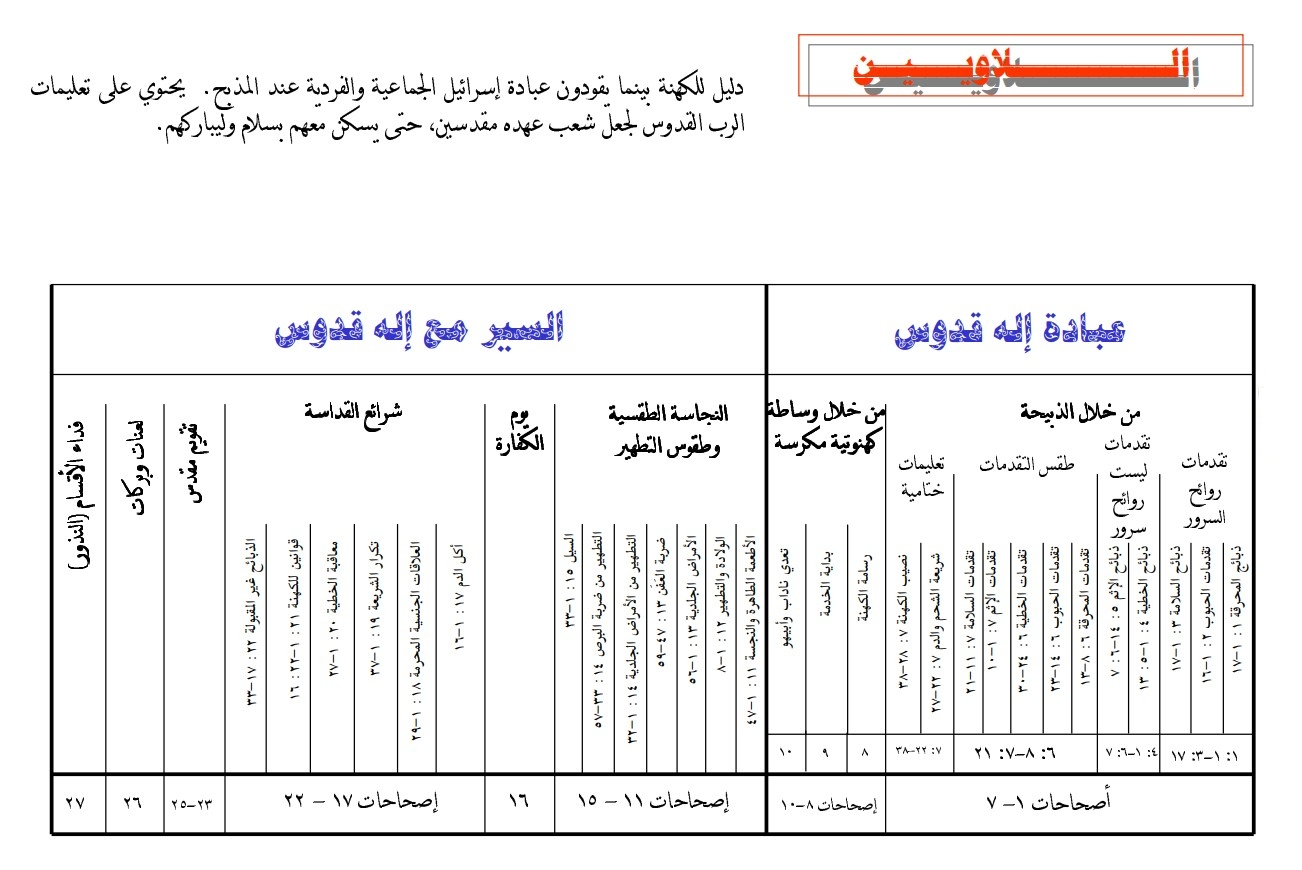 اللاويين
دليل للكهنة بينما يقودون عبادة إسرائيل الجماعية والفردية عند المذبح. يحتوي على تعليمات
الرب القدوس لجعل شعب عهده مقدسين، حتى يسكن معهم بسلام وليباركهم.
عبادة إله قدوس
السير مع إله قدوس
من خلال الذبيحة
تقدمات
روائح
السرور
ذبائح المحرقة ١: ١-١٧
تقدمات الحبوب ٢: ١-١٦
ذبائح السلامة ٣: ١-١٧
تقدمات
ليست
روائح
سرور
ذبائح الخطية ٤: ١-٥: ١٣
ذبائح الإثم ٥: ١٤-٦: ٧
طقس التقدمات
تقدمات المحرقة ٦: ٨-١٣
تقدمات الحبوب ٦: ١٤-٢٣
تقدمات الخطية ٦: ٢٤-٣٠
تقدمات الإثم ٧: ١-١٠
تقدمات السلامة ٧: ١١-٢١
تعليمات
ختامية
شريعة الشحم والدم ٧: ٢٢-٢٧
نصيب الكهنة ٧: ٢٨-٣٨
من خلال وساطة
كهنوتية مكرسة
رسامة الكهنة
بداية الخدمة
تعدي ناداب وأبيهو
النجاسة الطقسية
وطقوس التطهير
الأطعمة الطاهرة والنجسة ١١: ١-٤٧
الولادة والتطهير ١٢: ١-٨
الأمراض الجلدية ١٣: ١-٥٦
ضربة العَفَن ١٣: ٤٧-٥٩
التطهير من الأمراض الجلدية ١٤: ١-٣٢
التطهير من ضربة البرص ١٤: ٣٣-٥٧
السيل ١٥: ١-٣٣
يوم
الكفارة
شرائع القداسة
أكل الدم ١٧: ١-١٦
العلاقات الجنسية المحرمة ١٨: ١-٢٩
تكرار الشريعة ١٩: ١-٣٧
معاقبة الخطية ٢٠: ١-٢٧
قوانين للكهنة ٢١: ١-٢٢: ١٦
الذبائح غير المقبولة ٢٢: ١٧-٣٣
تقويم مقدس
لعنات وبركات
فداء الأقسام (النذور)
١: ١-٣: ١٧
٤: ١-٦: ٧
٦: ٨-٧: ٢١
٧: ٢٢-٣٨
٨
٩
١٠
أصحاحات ١- ٧
إصحاحات ٨-١٠
إصحاحات ١١ - ١٥
١٦
إصحاحات ١٧ - ٢٢
٢٣-٢٥
٢٦
٢٧